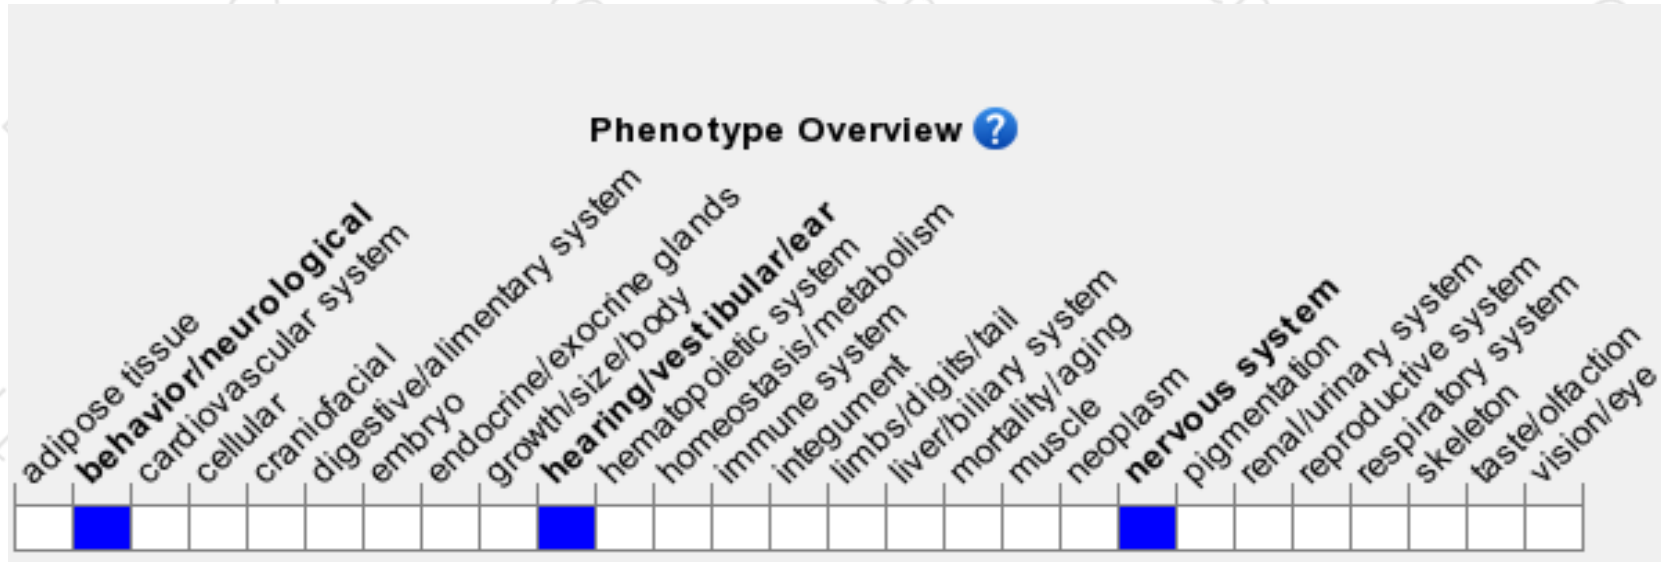 Phenotype Overview ?
adipose tissue
behavior/neurological
cardiovascular system
cellular
craniofacial
digestive/alimentary system
embryo
endocrine/exocrine glands
growth/size/body
hearing/vestibular/ear
hematopoietic system
homeostasis/metabolism
immune system
integument
limbs/digits/tail
liver/biliary system
mortality/aging
muscle
neoplasm
nervous system
pigmentation
renal/urinary system
reproductive system
respiratory system
skeleton
taste/olfaction
vision/eye